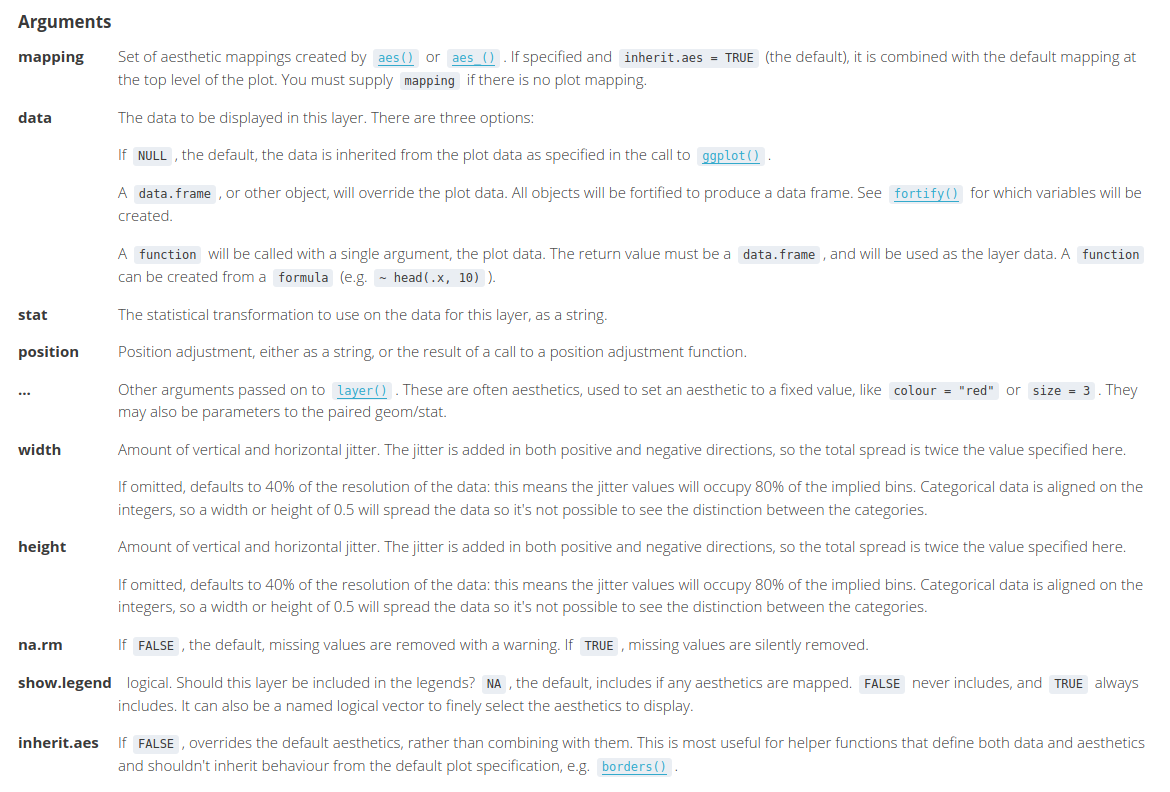 Arguments
mapping Set of aesthetic mappings created by aes() or aes_() . If specified and inherit.aes = TRUE (the default), it is combined with the default mapping at
the top level of the plot. You must supply mapping if there is no plot mapping.
data The data to be displayed in this layer. There are three options:
If NULL , the default, the data is inherited from the plot data as specified in the call to ggplot() .
A data.frame , or other object, will override the plot data. All objects will be fortified to produce a data frame. See fortify() for which variables will be
created.
A function will be called with a single argument, the plot data. The return value must be a data.frame , and will be used as the layer data. A function
can be created from a formula (e.g. ~ head(.x, 10) ).
stat The statistical transformation to use on the data for this layer, as a string.
position Position adjustment, either as a string, or the result of a call to a position adjustment function.
... Other arguments passed on to layer() . These are often aesthetics, used to set an aesthetic to a fixed value, like colour = "red" or size = 3 . They
may also be parameters to the paired geom/stat.
width Amount of vertical and horizontal jitter. The jitter is added in both positive and negative directions, so the total spread is twice the value specified here.
If omitted, defaults to 40% of the resolution of the data: this means the jitter values will occupy 80% of the implied bins. Categorical data is aligned on the
integers, so a width or height of 0.5 will spread the data so it's not possible to see the distinction between the categories.
height Amount of vertical and horizontal jitter. The jitter is added in both positive and negative directions, so the total spread is twice the value specified here.
If omitted, defaults to 40% of the resolution of the data: this means the jitter values will occupy 80% of the implied bins. Categorical data is aligned on the
integers, so a width or height of 0.5 will spread the data so it's not possible to see the distinction between the categories.
na.rm If FALSE , the default, missing values are removed with a warning. If TRUE , missing values are silently removed.
show.legend logical. Should this layer be included in the legends? NA , the default, includes if any aesthetics are mapped. FALSE never includes, and TRUE always
includes. It can also be a named logical vector to finely select the aesthetics to display.
inherit.aes If FALSE , overrides the default aesthetics, rather than combining with them. This is most useful for helper functions that define both data and aesthetics
and shouldn't inherit behaviour from the default plot specification, e.g. borders() .